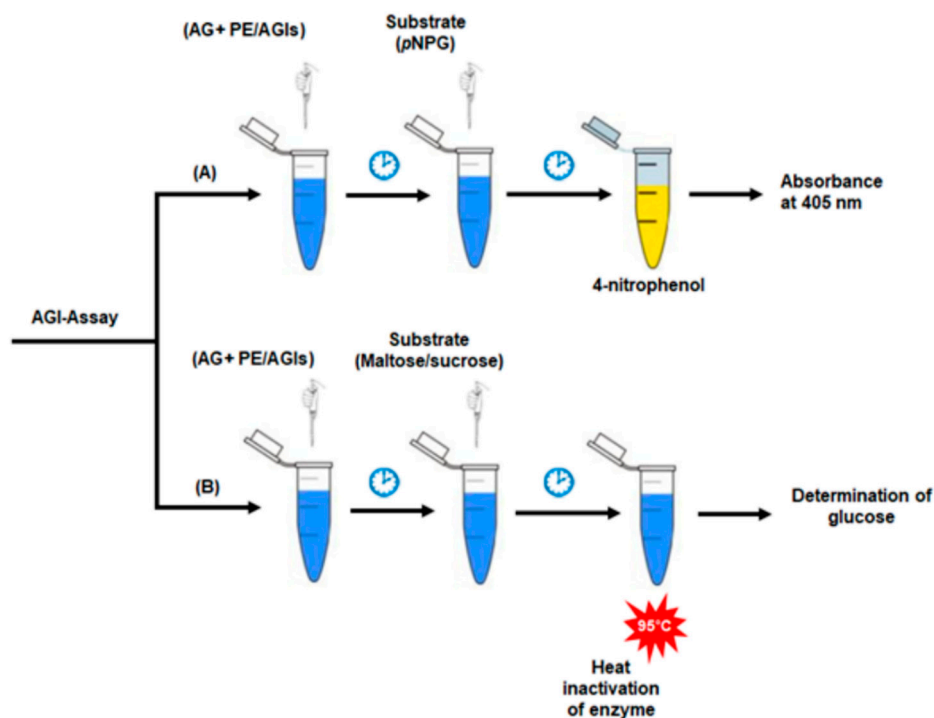 (AG+ PE/AGIs)
Substrate
(pNPG)
(A)
Absorbance
at 405 nm
4-nitrophenol
AGI-Assay
(AG+ PE/AGIs)
Substrate
(Maltose/sucrose)
(B)
Determination of
glucose
95°C
Heat
inactivation
of enzyme